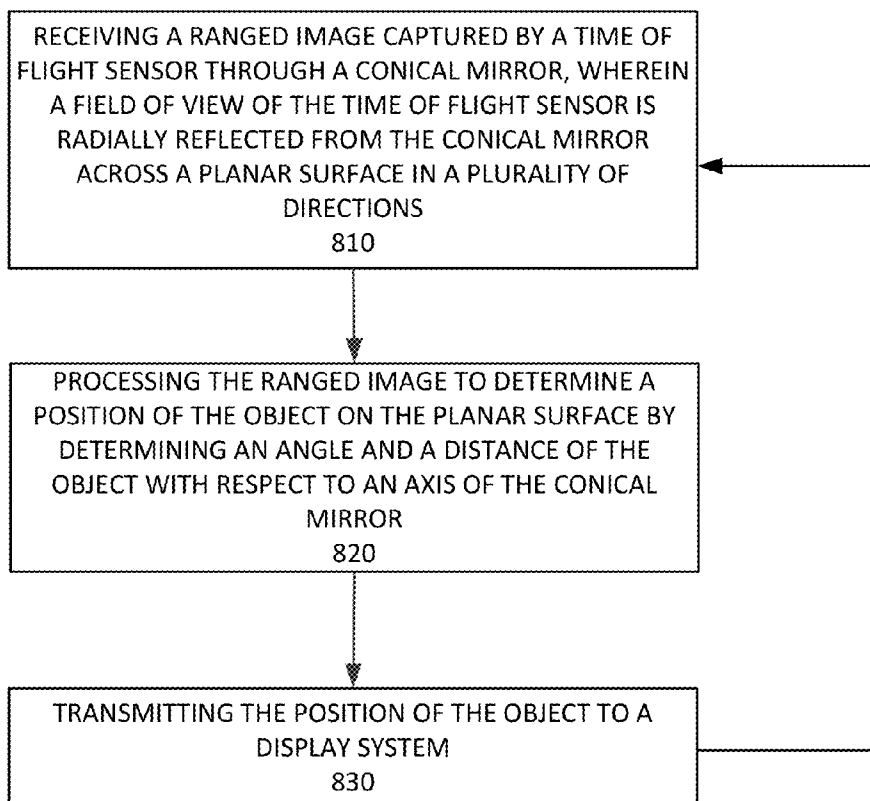 RECEIVING A RANGED IMAGE CAPTURED BY A TIME OF
FLIGHT SENSOR THROUGH A CONICAL MIRROR, WHEREIN
A FIELD OF VIEW OF THE TIME OF FLIGHT SENSOR IS
RADIALLY REFLECTED FROM THE CONICAL MIRROR
ACROSS A PLANAR SURFACE IN A PLURALITY OF
DIRECTIONS
810
PROCESSING THE RANGED IMAGE TO DETERMINE A
POSITION OF THE OBJECT ON THE PLANAR SURFACE BY
DETERMINING AN ANGLE AND A DISTANCE OF THE
OBJECT WITH RESPECT TO AN AXIS OF THE CONICAL
MIRROR
820
TRANSMITTING THE POSITION OF THE OBJECT TO A
DISPLAY SYSTEM
830